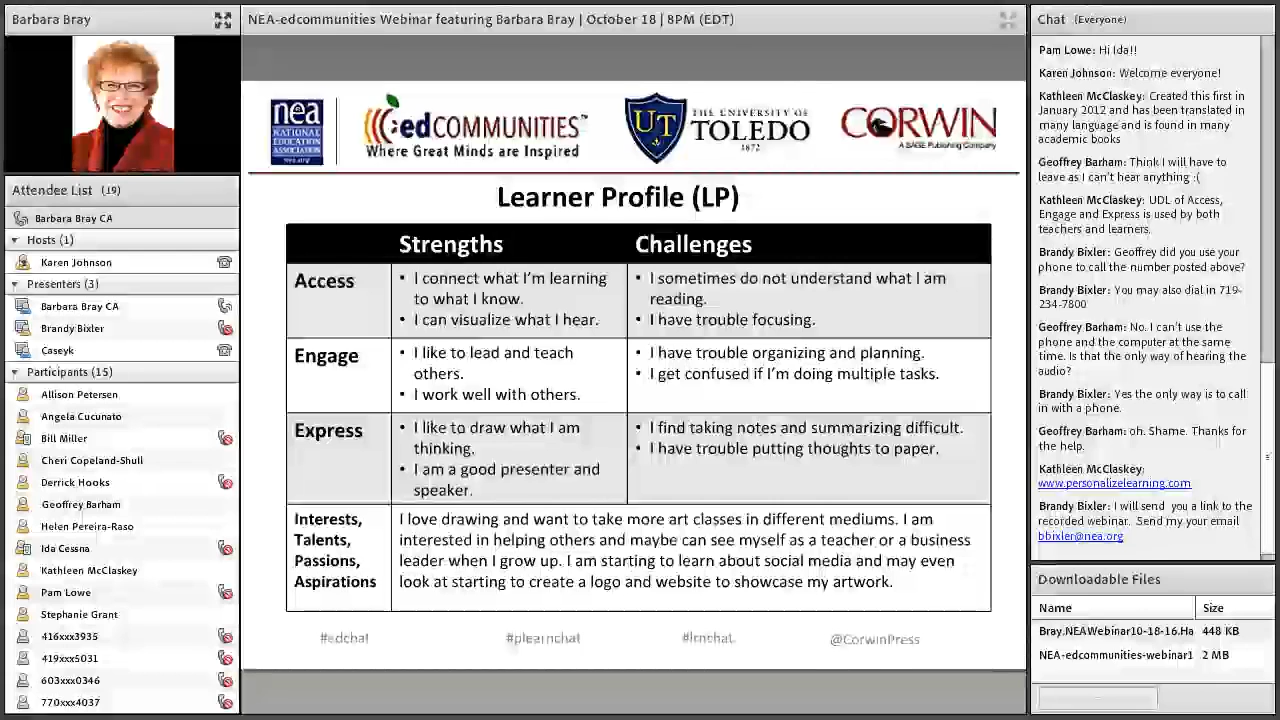 Barbara Bray
Attendee List (19)
Barbara Bray CA
Hosts (1)
Karen Johnson
Presenters (3)
Barbara Bray CA
Brandy Bixler
Caseyk
Participants (15)
Allison Petersen
Angela Cucunato
Bill Miller
Cheri Copeland-Shull
Derrick Hooks
Geoffrey Barham
Helen Pereira-Raso
Ida Cessna
Kathleen McClaskey
Pam Lowe
Stephanie Grant
416xxx3935
419xxx5031
603xxx0346
770xxx4037
NEA-edcommunities Webinar featuring Barbara Bray | October 18 | 8PM (EDT)
nea
NATIONAL
EDUCATION
ASSOCIATION
nea.org
edCOMMUNITIES™
Where Great Minds are Inspired
UT
THE UNIVERSITY OF
TOLEDO
1872
CORWIN
A SAGE Publishing Company
Learner Profile (LP)
Strengths Challenges
Access
• I connect what I'm learning
to what I know.
• I can visualize what I hear.
• I sometimes do not understand what I am
reading.
• I have trouble focusing.
Engage
• I like to lead and teach
others.
• I work well with others.
• I have trouble organizing and planning.
• I get confused if I'm doing multiple tasks.
Express
• I like to draw what I am
thinking.
• I am a good presenter and
speaker.
• I find taking notes and summarizing difficult.
• I have trouble putting thoughts to paper.
Interests,
Talents,
Passions,
Aspirations
I love drawing and want to take more art classes in different mediums. I am
interested in helping others and maybe can see myself as a teacher or a business
leader when I grow up. I am starting to learn about social media and may even
look at starting to create a logo and website to showcase my artwork.
#edchat #plearnchat #lrnchat @CorwinPress
Chat (Everyone)
Pam Lowe: Hi Ida!!
Karen Johnson: Welcome everyone!
Kathleen McClaskey: Created this first in
January 2012 and has been translated in
many language and is found in many
academic books
Geoffrey Barham: Think I will have to
leave as I can't hear anything :(
Kathleen McClaskey: UDL of Access,
Engage and Express is used by both
teachers and learners.
Brandy Bixler: Geoffrey did you use your
phone to call the number posted above?
Brandy Bixler: You may also dial in 719-
234-7800
Geoffrey Barham: No. I can't use the
phone and the computer at the same
time. Is that the only way of hearing the
audio?
Brandy Bixler: Yes the only way is to call
in with a phone.
Geoffrey Barham: oh. Shame. Thanks for
the help.
Kathleen McClaskey:
www.personalizelearning.com
Brandy Bixler: I will send you a link to the
recorded webinar. Send my your email
bbixler@nea.org
Downloadable Files
Name Size
Bray.NEAWebinar10-18-16.Ha 448 KB
NEA-edcommunities-webinar1 2 MB